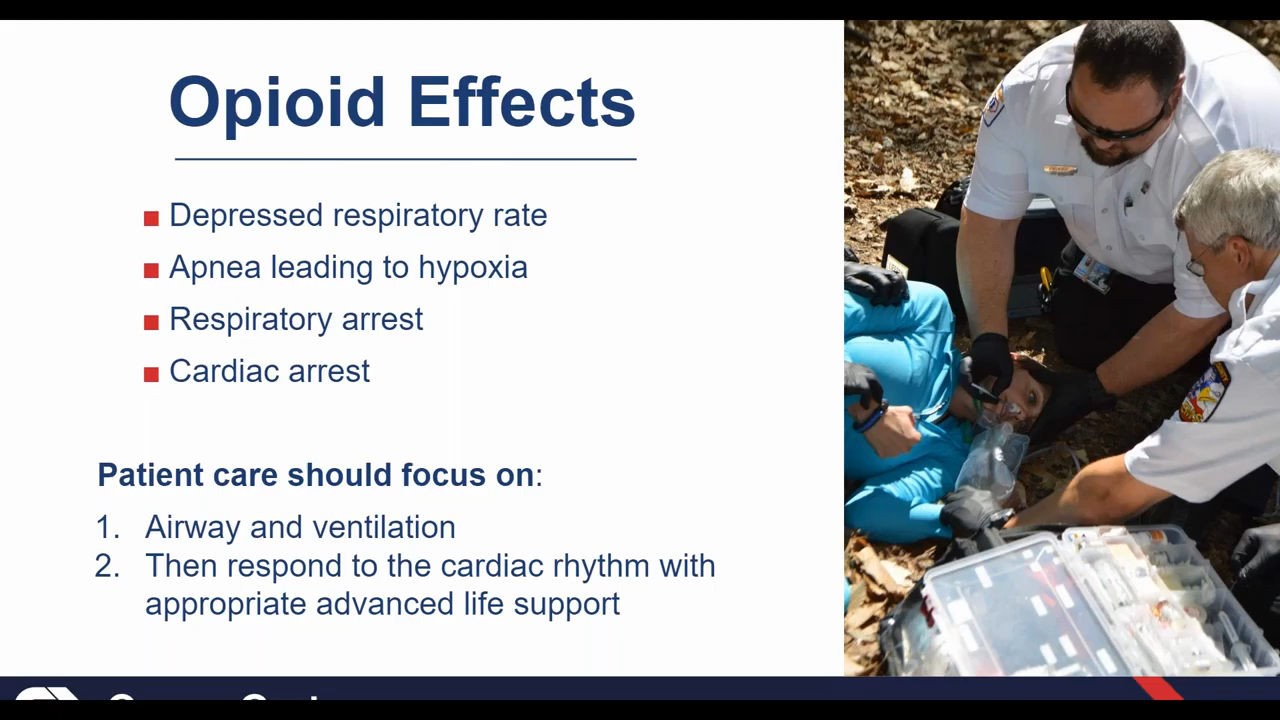 Opioid Effects
■ Depressed respiratory rate
■ Apnea leading to hypoxia
■ Respiratory arrest
■ Cardiac arrest
Patient care should focus on:
1. Airway and ventilation
2. Then respond to the cardiac rhythm with
appropriate advanced life support